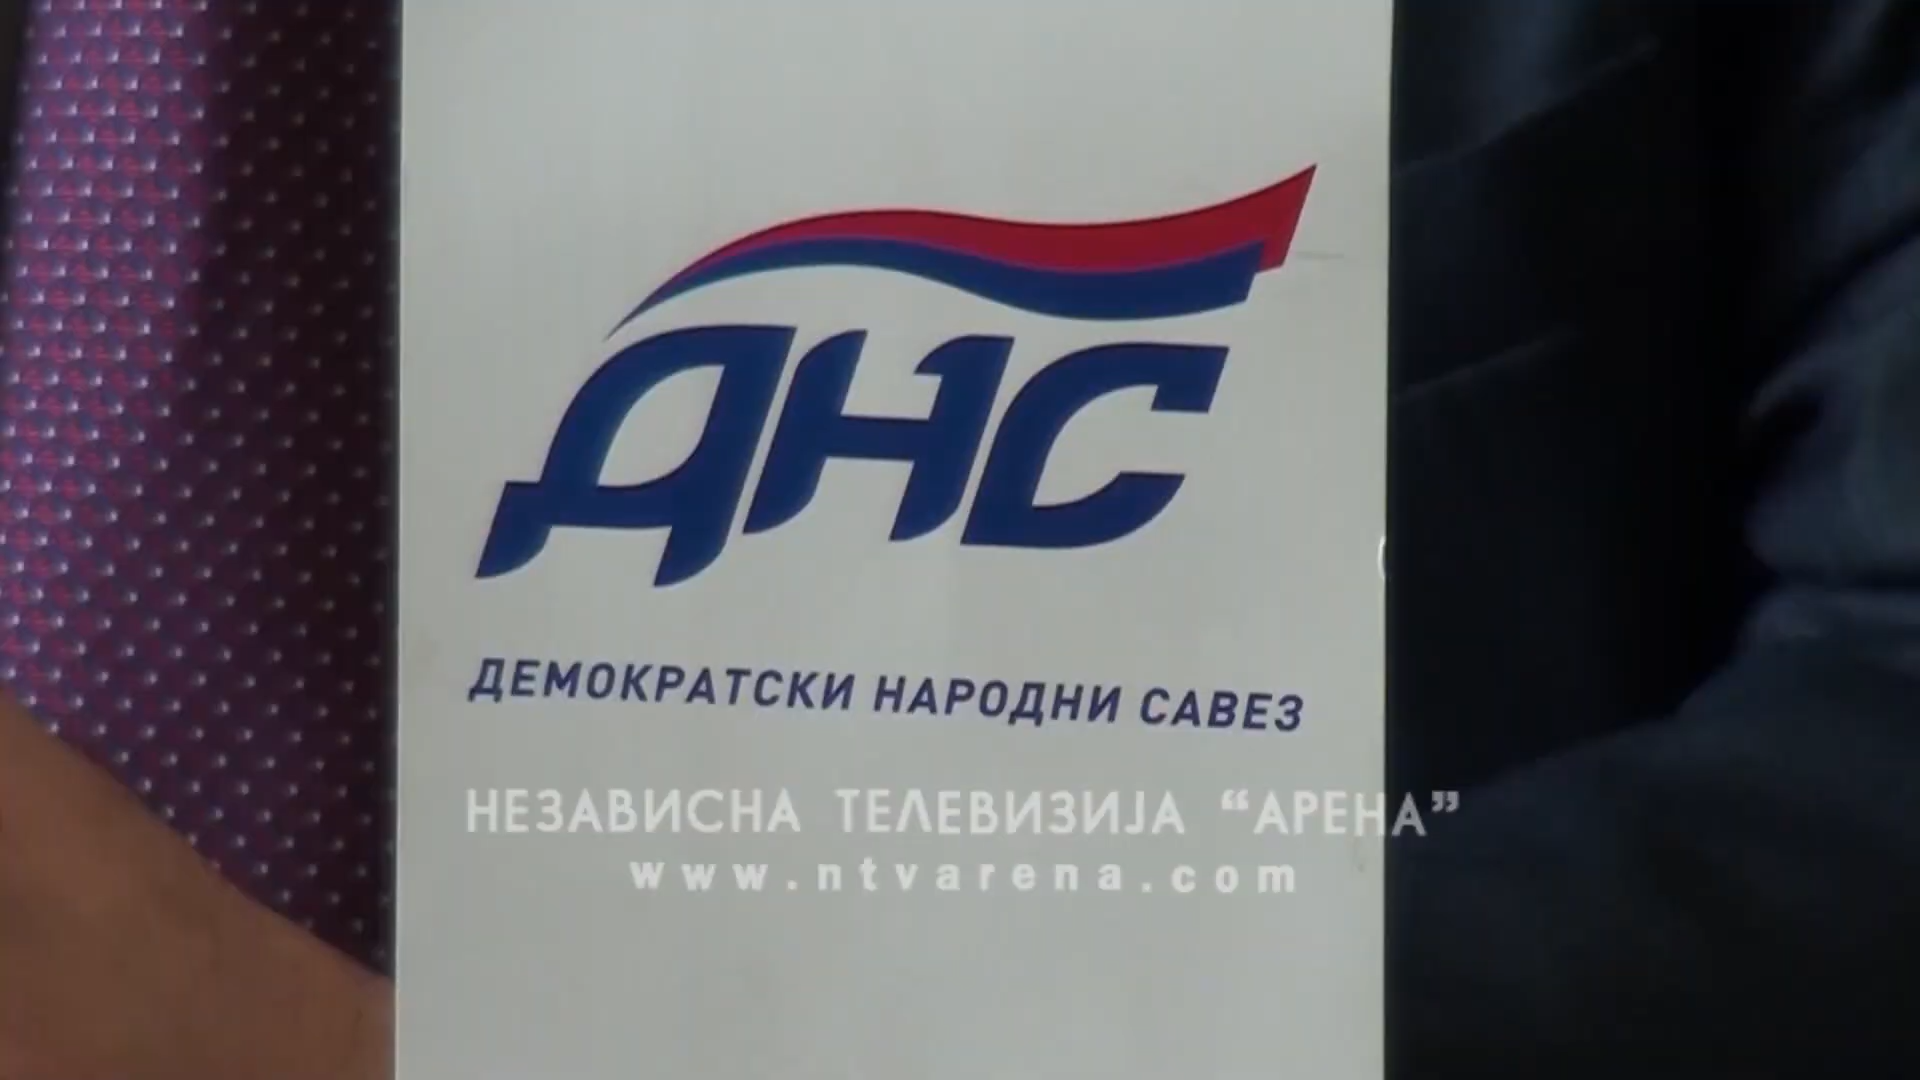 ДНС
ДЕМОКРАТСКИ НАРОДНИ САВЕЗ
НЕЗАВИСНА ТЕЛЕВИЗИЈА “АРЕНА”
www.ntvarena.com